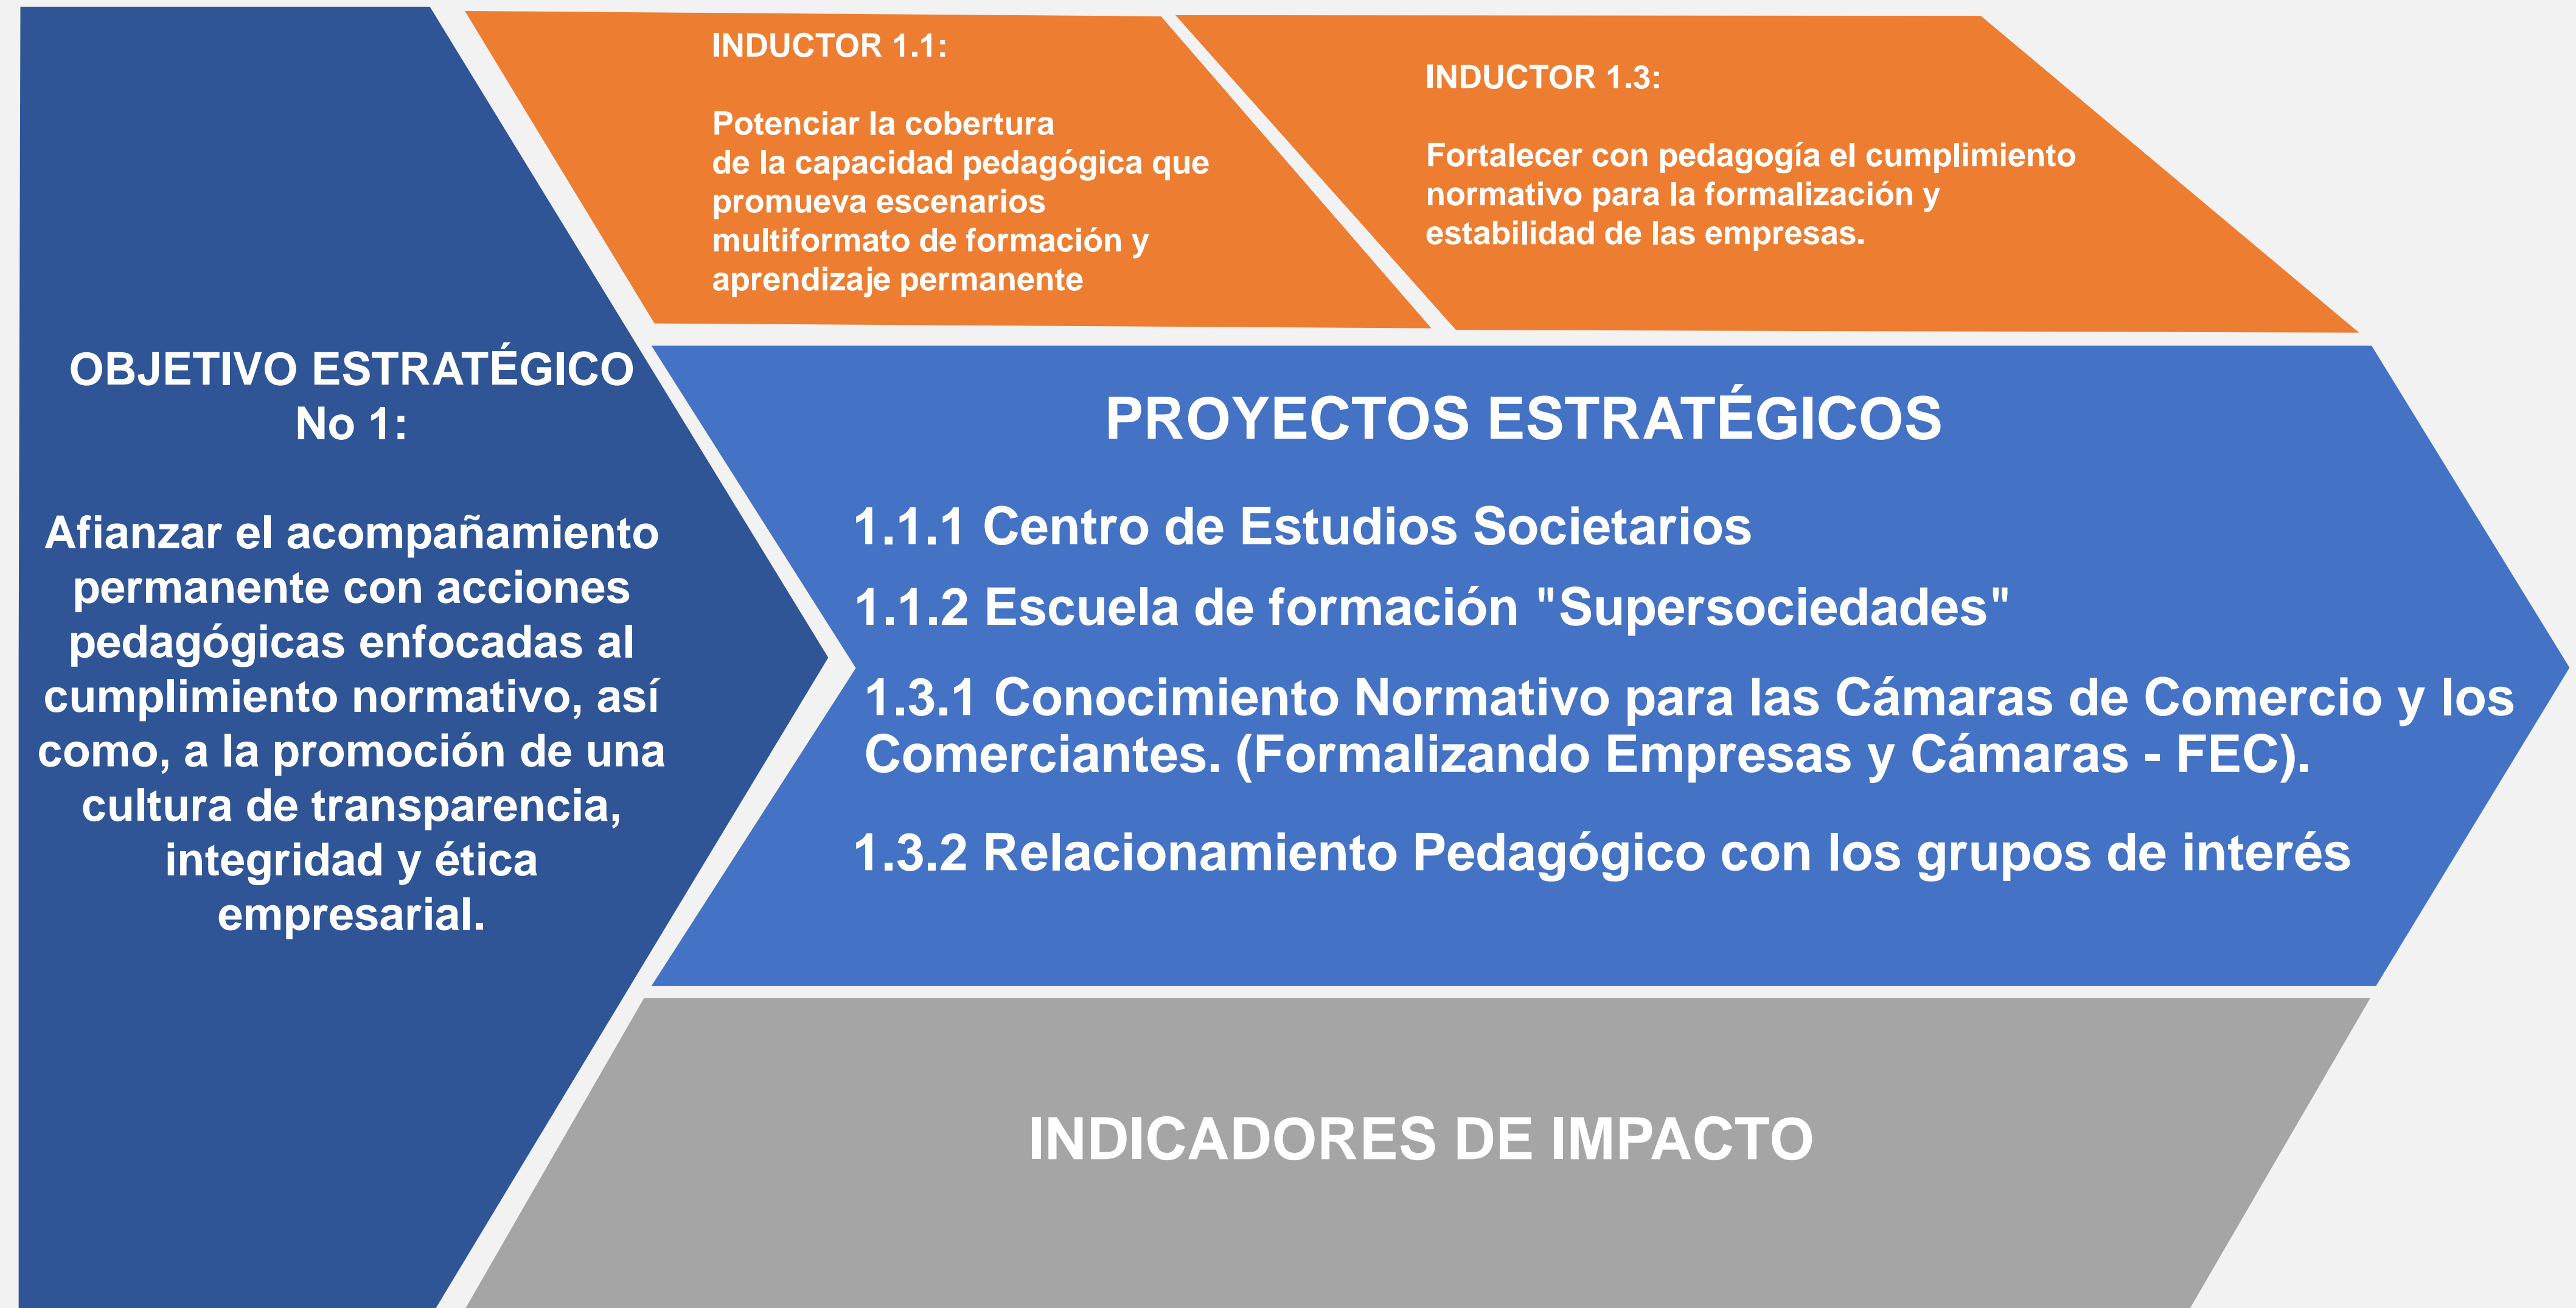 OBJETIVO ESTRATÉGICO
No 1:
Afianzar el acompañamiento
permanente con acciones
pedagógicas enfocadas al
cumplimiento normativo, así
como, a la promoción de una
cultura de transparencia,
integridad y ética
empresarial.
INDUCTOR 1.1:
Potenciar la cobertura
de la capacidad pedagógica que
promueva escenarios
multiformato de formación y
aprendizaje permanente
INDUCTOR 1.3:
Fortalecer con pedagogía el cumplimiento
normativo para la formalización y
estabilidad de las empresas.
PROYECTOS ESTRATÉGICOS
1.1.1 Centro de Estudios Societarios
1.1.2 Escuela de formación "Supersociedades"
1.3.1 Conocimiento Normativo para las Cámaras de Comercio y los
Comerciantes. (Formalizando Empresas y Cámaras - FEC).
1.3.2 Relacionamiento Pedagógico con los grupos de interés
INDICADORES DE IMPACTO